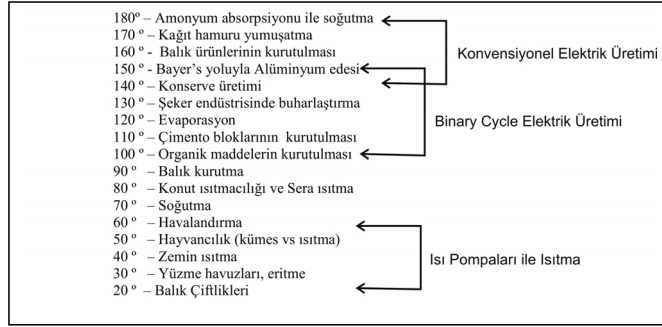 180º – Amonyum absorpsiyonu ile soğutma
170 º – Kağıt hamuru yumuşatma
160 º - Balık ürünlerinin kurutulması
150 º - Bayer's yoluyla Alüminyum edesi
140 º – Konserve üretimi
130 º – Şeker endüstrisinde buharlaştırma
120 º – Evaporasyon
110 º – Çimento bloklarının kurutulması
100 º – Organik maddelerin kurutulması
90 º – Balık kurutma
80 º – Konut ısıtmacılığı ve Sera ısıtma
70 º – Soğutma
60 º – Havalandırma
50 º – Hayvancılık (kümes vs ısıtma)
40 º – Zemin ısıtma
30 º – Yüzme havuzları, eritme
20 º – Balık Çiftlikleri
Konvensiyonel Elektrik Üretimi
Binary Cycle Elektrik Üretimi
Isı Pompaları ile Isıtma